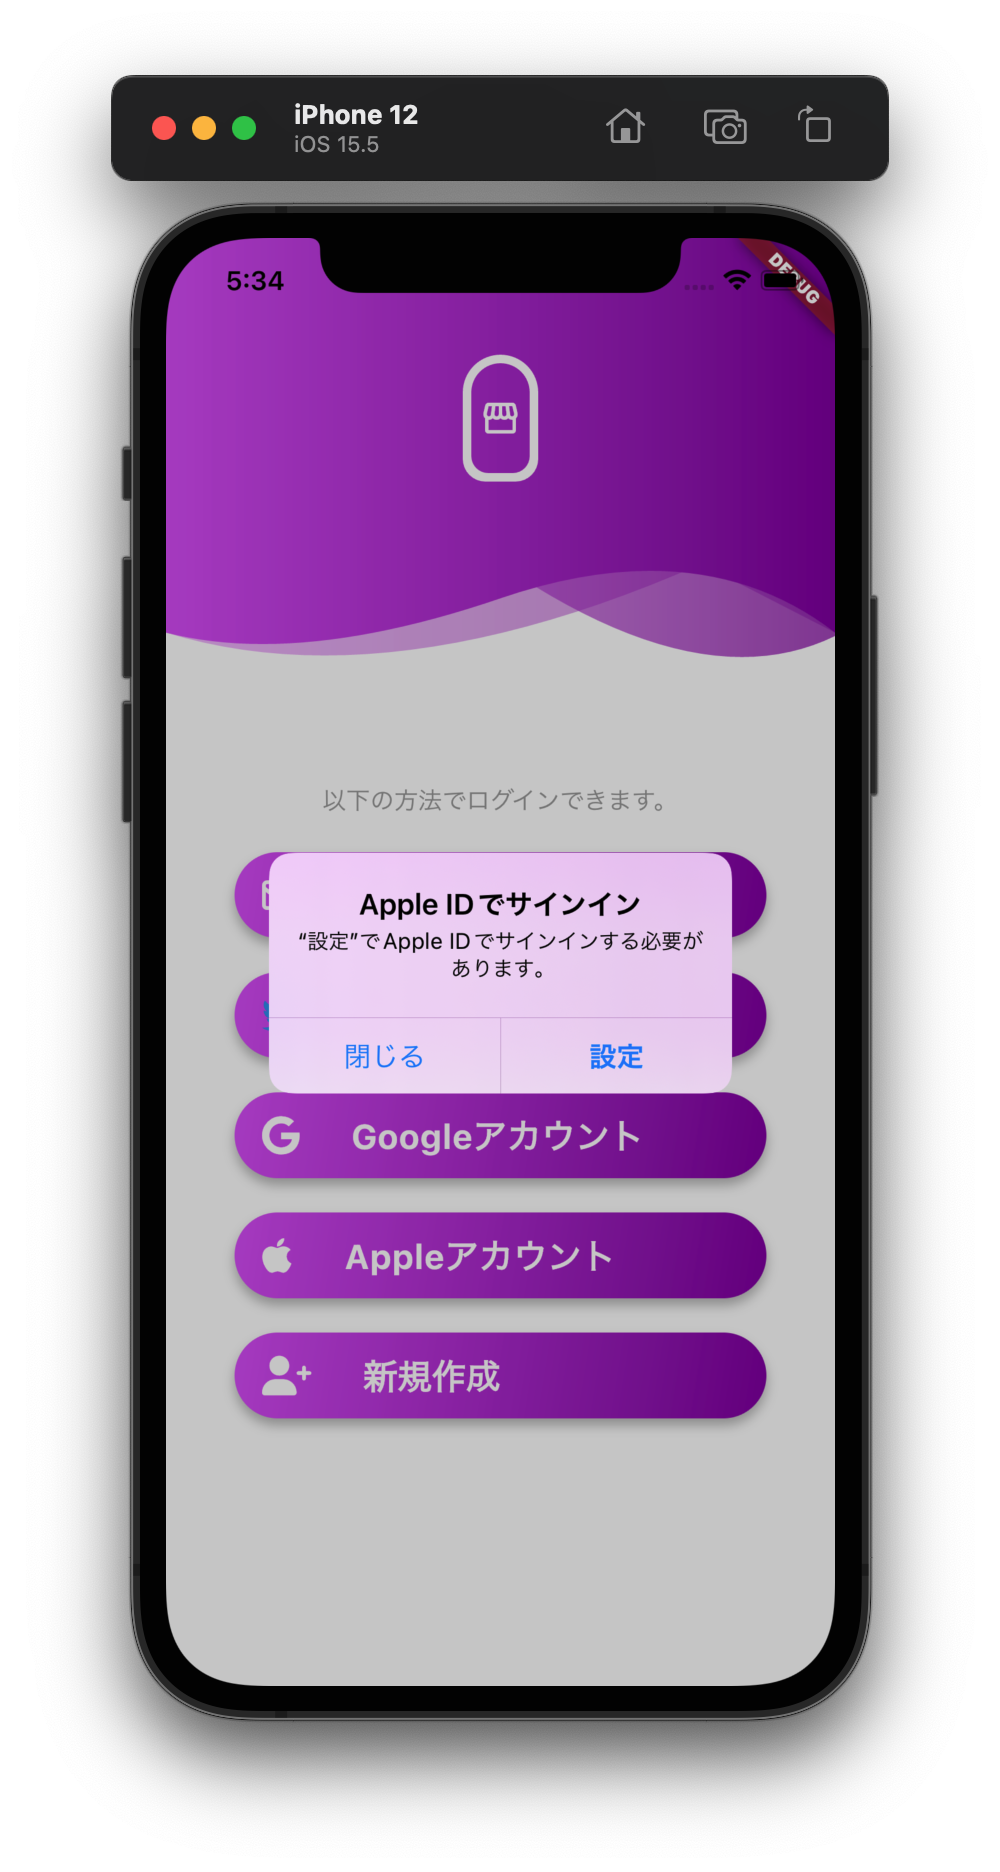 iPhone 12
iOS 15.5
5:34
DEBUG
以下の方法でログインできます。
Apple IDでサインイン
“設定”でApple IDでサインインする必要が
あります。
閉じる
設定
Googleアカウント
Appleアカウント
新規作成